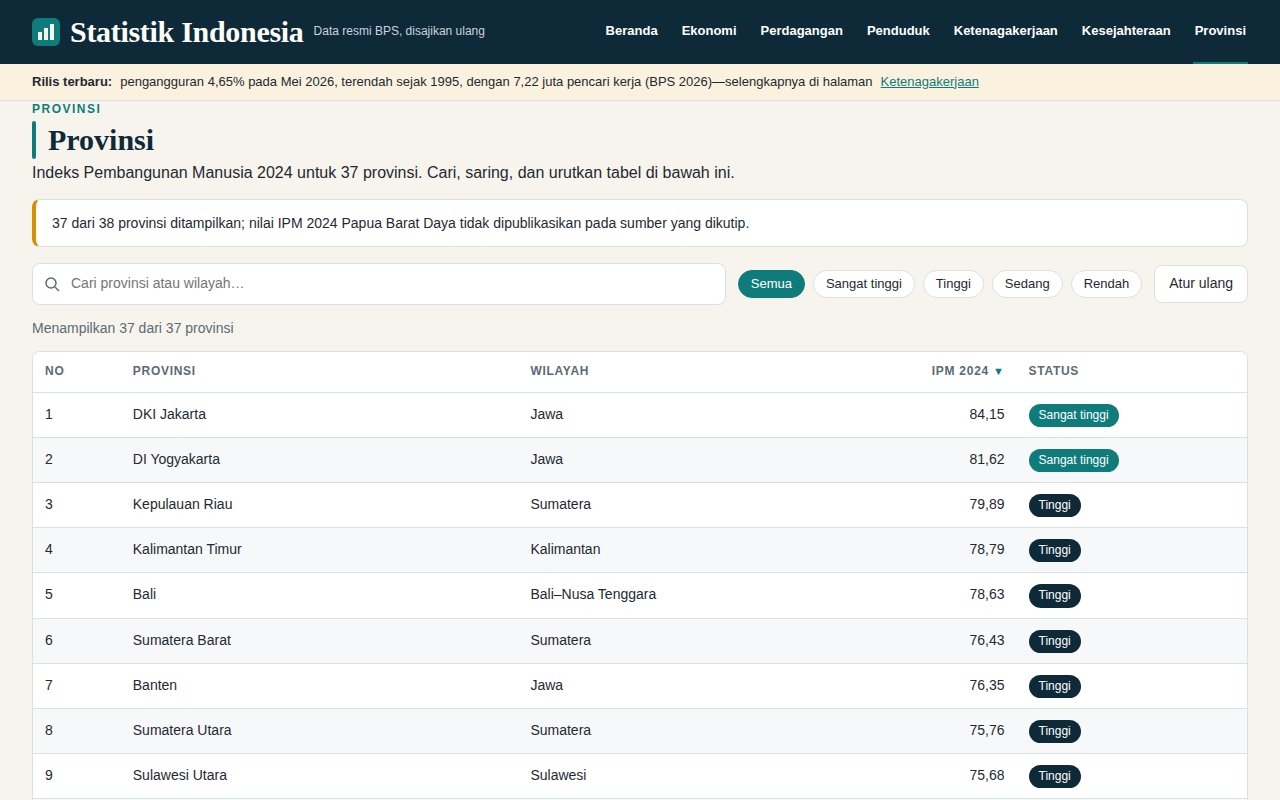 Statistik Indonesia Data resmi BPS, disajikan ulang Beranda Ekonomi Perdagangan Penduduk Ketenagakerjaan Kesejahteraan Provinsi
Rilis terbaru: pengangguran 4,65% pada Mei 2026, terendah sejak 1995, dengan 7,22 juta pencari kerja (BPS 2026)—selengkapnya di halaman Ketenagakerjaan
PROVINSI
Provinsi
Indeks Pembangunan Manusia 2024 untuk 37 provinsi. Cari, saring, dan urutkan tabel di bawah ini.
37 dari 38 provinsi ditampilkan; nilai IPM 2024 Papua Barat Daya tidak dipublikasikan pada sumber yang dikutip.
Cari provinsi atau wilayah… Semua Sangat tinggi Tinggi Sedang Rendah Atur ulang
Menampilkan 37 dari 37 provinsi
NO PROVINSI WILAYAH IPM 2024 ▼ STATUS
1 DKI Jakarta Jawa 84,15 Sangat tinggi
2 DI Yogyakarta Jawa 81,62 Sangat tinggi
3 Kepulauan Riau Sumatera 79,89 Tinggi
4 Kalimantan Timur Kalimantan 78,79 Tinggi
5 Bali Bali–Nusa Tenggara 78,63 Tinggi
6 Sumatera Barat Sumatera 76,43 Tinggi
7 Banten Jawa 76,35 Tinggi
8 Sumatera Utara Sumatera 75,76 Tinggi
9 Sulawesi Utara Sulawesi 75,68 Tinggi